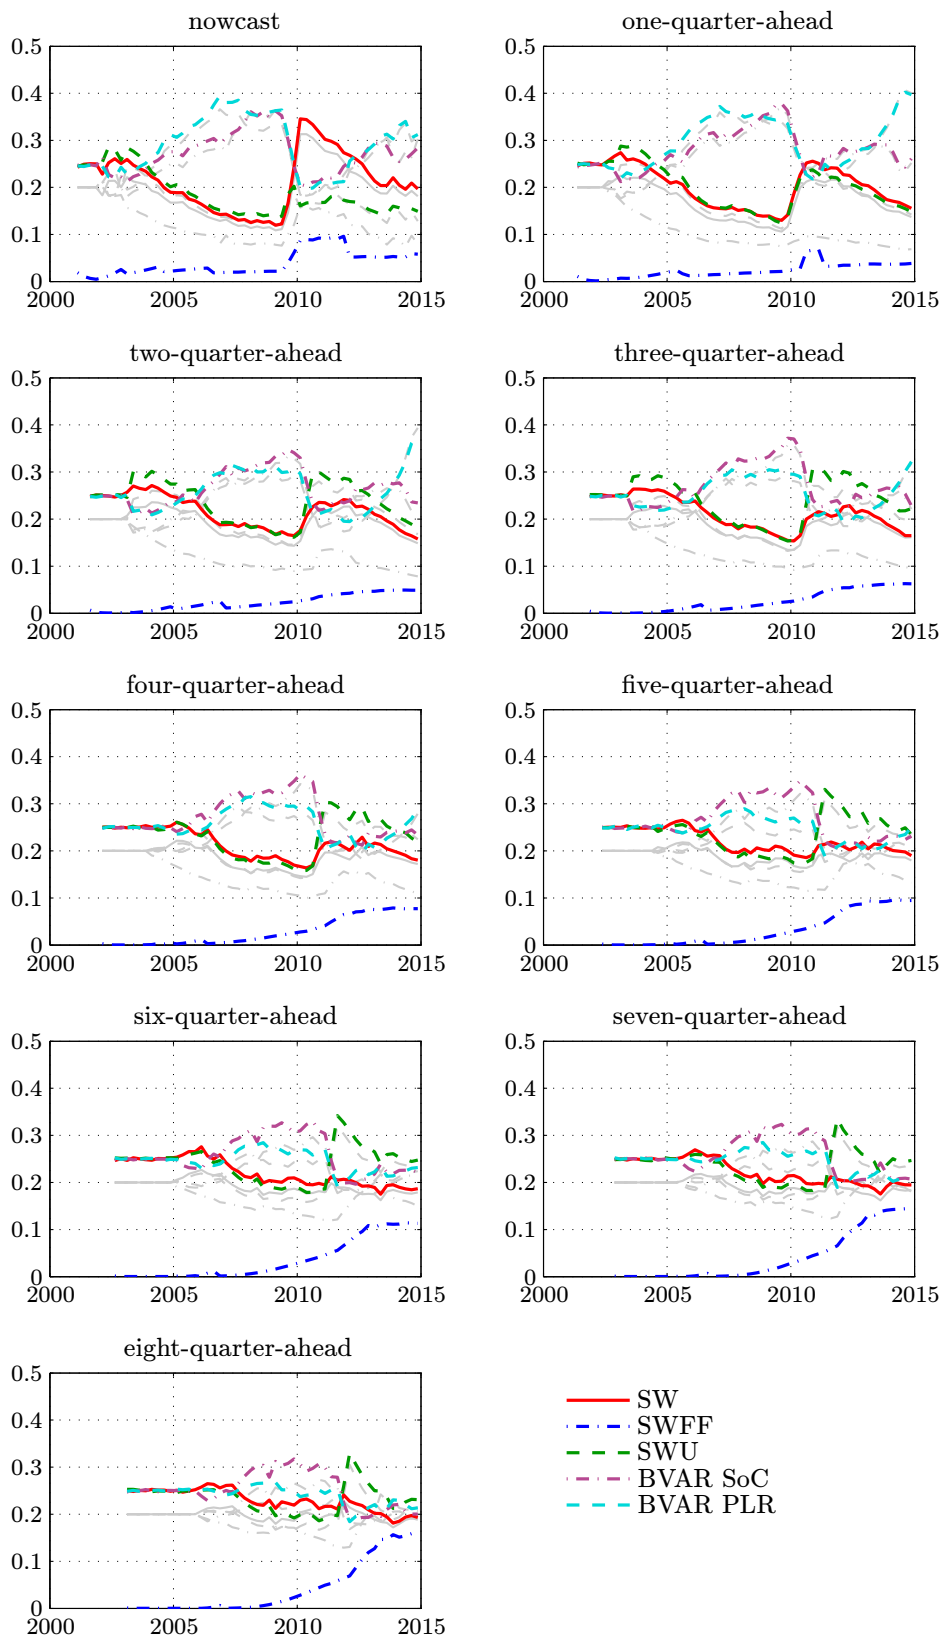 nowcast
0.5
0.4
0.3
0.2
0.1
0
2000 2005 2010 2015
one-quarter-ahead
0.5
0.4
0.3
0.2
0.1
0
2000 2005 2010 2015
two-quarter-ahead
0.5
0.4
0.3
0.2
0.1
0
2000 2005 2010 2015
three-quarter-ahead
0.5
0.4
0.3
0.2
0.1
0
2000 2005 2010 2015
four-quarter-ahead
0.5
0.4
0.3
0.2
0.1
0
2000 2005 2010 2015
five-quarter-ahead
0.5
0.4
0.3
0.2
0.1
0
2000 2005 2010 2015
six-quarter-ahead
0.5
0.4
0.3
0.2
0.1
0
2000 2005 2010 2015
seven-quarter-ahead
0.5
0.4
0.3
0.2
0.1
0
2000 2005 2010 2015
eight-quarter-ahead
0.5
0.4
0.3
0.2
0.1
0
2000 2005 2010 2015
SW
SWFF
SWU
BVAR SoC
BVAR PLR